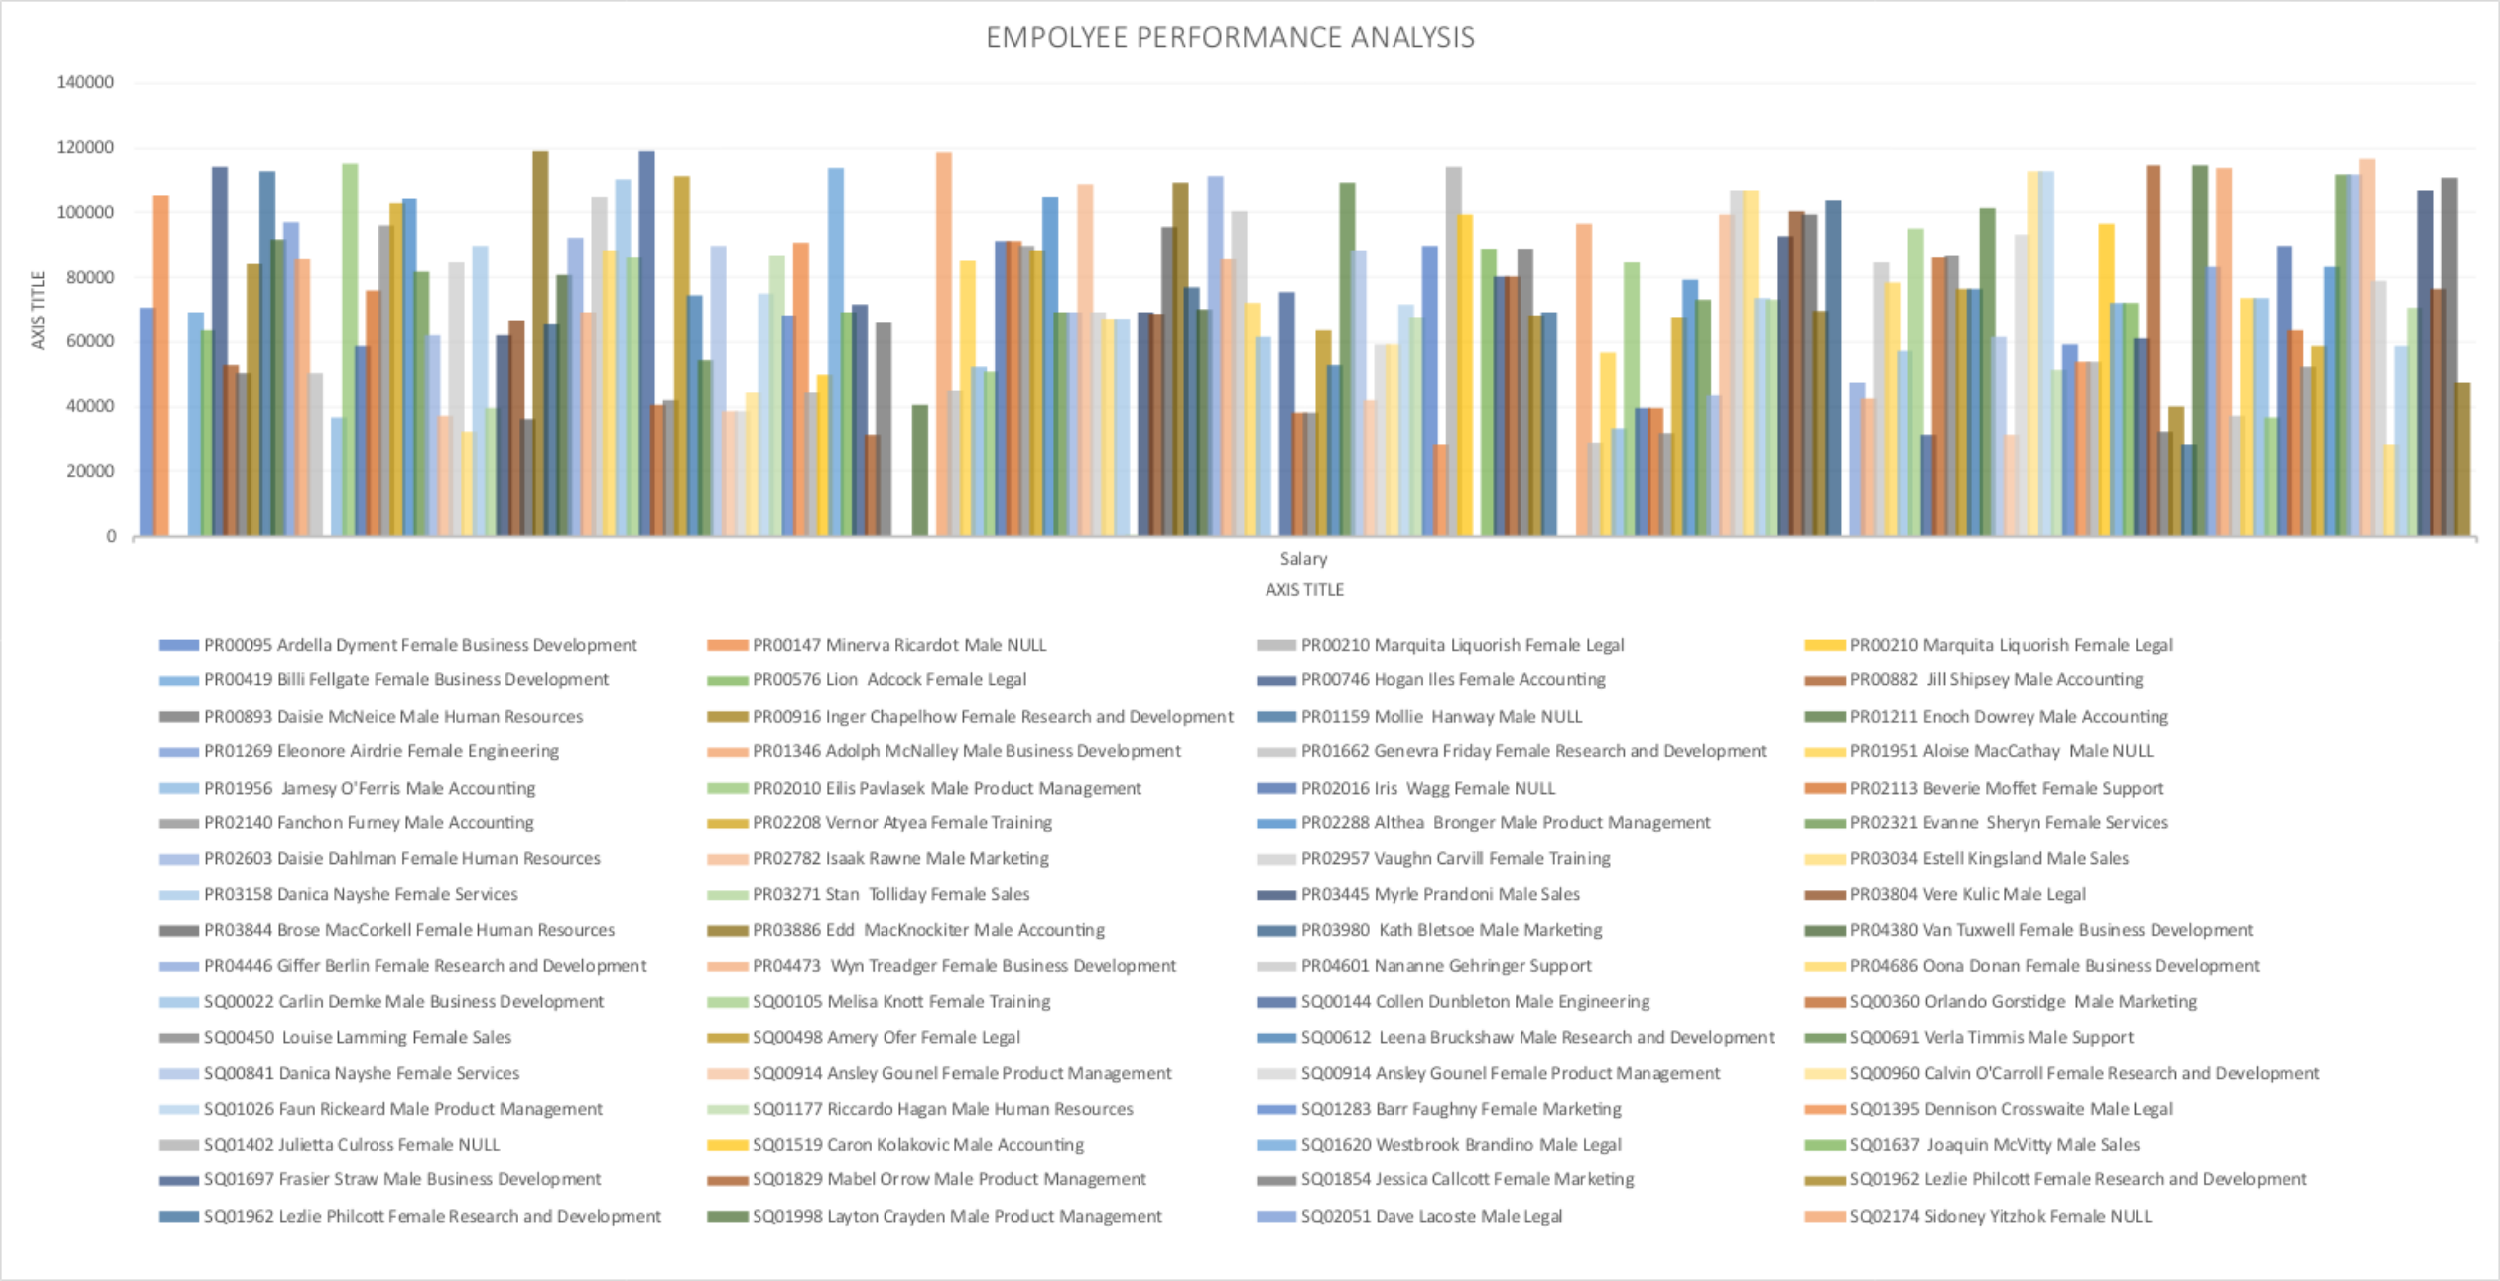 EMPOLYEE PERFORMANCE ANALYSIS
140000
120000
100000
80000
60000
40000
20000
0
AXIS TITLE
Salary
AXIS TITLE
PR00095 Ardella Dyment Female Business Development PR00147 Minerva Ricardot Male NULL PR00210 Marquita Liquorish Female Legal PR00210 Marquita Liquorish Female Legal
PR00419 Billi Fellgate Female Business Development PR00576 Lion  Adcock Female Legal PR00746 Hogan Iles Female Accounting PR00882  Jill Shipsey Male Accounting
PR00893 Daisie McNeice Male Human Resources PR00916 Inger Chapelhow Female Research and Development PR01159 Mollie  Hanway Male NULL PR01211 Enoch Dowrey Male Accounting
PR01269 Eleonore Airdrie Female Engineering PR01346 Adolph McNalley Male Business Development PR01662 Genevra Friday Female Research and Development PR01951 Aloise MacCathay  Male NULL
PR01956  Jamesy O'Ferris Male Accounting PR02010 Eilis Pavlasek Male Product Management PR02016 Iris  Wagg Female NULL PR02113 Beverie Moffet Female Support
PR02140 Fanchon Furney Male Accounting PR02208 Vernor Atyea Female Training PR02288 Althea  Bronger Male Product Management PR02321 Evanne  Sheryn Female Services
PR02603 Daisie Dahlman Female Human Resources PR02782 Isaak Rawne Male Marketing PR02957 Vaughn Carvill Female Training PR03034 Estell Kingsland Male Sales
PR03158 Danica Nayshe Female Services PR03271 Stan  Tolliday Female Sales PR03445 Myrle Prandoni Male Sales PR03804 Vere Kulic Male Legal
PR03844 Brose MacCorkell Female Human Resources PR03886 Edd  MacKnockiter Male Accounting PR03980  Kath Bletsoe Male Marketing PR04380 Van Tuxwell Female Business Development
PR04446 Giffer Berlin Female Research and Development PR04473  Wyn Treadger Female Business Development PR04601 Nananne Gehringer Support PR04686 Oona Donan Female Business Development
SQ00022 Carlin Demke Male Business Development SQ00105 Melisa Knott Female Training SQ00144 Collen Dunbleton Male Engineering SQ00360 Orlando Gorstidge  Male Marketing
SQ00450  Louise Lamming Female Sales SQ00498 Amery Ofer Female Legal SQ00612  Leena Bruckshaw Male Research and Development SQ00691 Verla Timmis Male Support
SQ00841 Danica Nayshe Female Services SQ00914 Ansley Gounel Female Product Management SQ00914 Ansley Gounel Female Product Management SQ00960 Calvin O'Carroll Female Research and Development
SQ01026 Faun Rickeard Male Product Management SQ01177 Riccardo Hagan Male Human Resources SQ01283 Barr Faughny Female Marketing SQ01395 Dennison Crosswaite Male Legal
SQ01402 Julietta Culross Female NULL SQ01519 Caron Kolakovic Male Accounting SQ01620 Westbrook Brandino Male Legal SQ01637  Joaquin McVitty Male Sales
SQ01697 Frasier Straw Male Business Development SQ01829 Mabel Orrow Male Product Management SQ01854 Jessica Callcott Female Marketing SQ01962 Lezlie Philcott Female Research and Development
SQ01962 Lezlie Philcott Female Research and Development SQ01998 Layton Crayden Male Product Management SQ02051 Dave Lacoste Male Legal SQ02174 Sidoney Yitzhok Female NULL